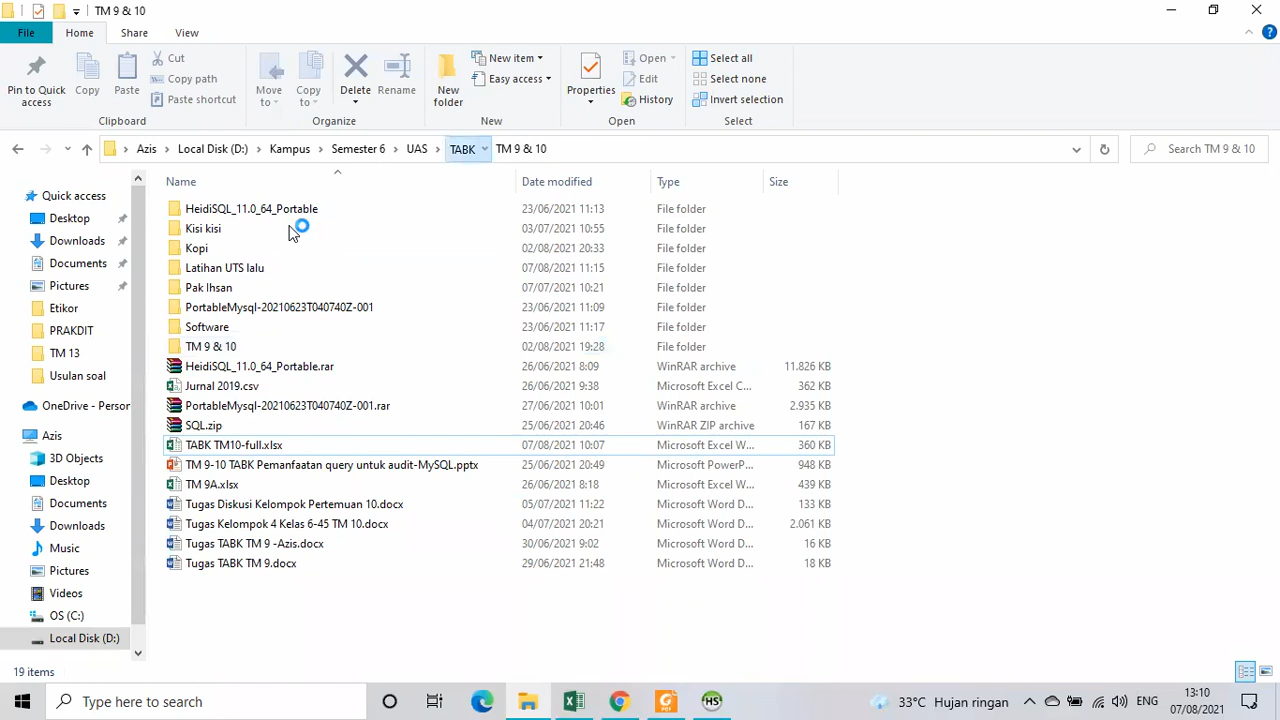 TM 9 & 10
File Home Share View
Pin to Quick access
Copy
Paste
Cut
Copy path
Paste shortcut
Clipboard
Move to
Copy to
Delete
Rename
Organize
New folder
New item
Easy access
New
Properties
Open
Edit
History
Open
Select all
Select none
Invert selection
Select
Azis Local Disk (D:) Kampus Semester 6 UAS TABK TM 9 & 10
Search TM 9 & 10
Quick access
Desktop
Downloads
Documents
Pictures
Etikor
PRAKDIT
TM 13
Usulan soal
OneDrive - Person
Azis
3D Objects
Desktop
Documents
Downloads
Music
Pictures
Videos
OS (C:)
Local Disk (D:)
Name Date modified Type Size
HeidiSQL_11.0_64_Portable 23/06/2021 11:13 File folder
Kisi kisi 03/07/2021 10:55 File folder
Kopi 02/08/2021 20:33 File folder
Latihan UTS lalu 07/08/2021 11:15 File folder
Pak Ihsan 07/07/2021 10:21 File folder
PortableMysql-20210623T040740Z-001 23/06/2021 11:09 File folder
Software 23/06/2021 11:17 File folder
TM 9 & 10 02/08/2021 19:28 File folder
HeidiSQL_11.0_64_Portable.rar 26/06/2021 8:09 WinRAR archive 11.826 KB
Jurnal 2019.csv 26/06/2021 9:38 Microsoft Excel C... 362 KB
PortableMysql-20210623T040740Z-001.rar 27/06/2021 10:01 WinRAR archive 2.935 KB
SQL.zip 25/06/2021 20:46 WinRAR ZIP archive 167 KB
TABK TM10-full.xlsx 07/08/2021 10:07 Microsoft Excel W... 360 KB
TM 9-10 TABK Pemanfaatan query untuk audit-MySQL.pptx 25/06/2021 20:49 Microsoft PowerP... 948 KB
TM 9A.xlsx 26/06/2021 8:18 Microsoft Excel W... 439 KB
Tugas Diskusi Kelompok Pertemuan 10.docx 05/07/2021 11:22 Microsoft Word D... 133 KB
Tugas Kelompok 4 Kelas 6-45 TM 10.docx 04/07/2021 20:21 Microsoft Word D... 2.061 KB
Tugas TABK TM 9 -Azis.docx 30/06/2021 9:02 Microsoft Word D... 16 KB
Tugas TABK TM 9.docx 29/06/2021 21:48 Microsoft Word D... 18 KB
19 items
Type here to search
HS
33°C Hujan ringan
ENG
13:10
07/08/2021